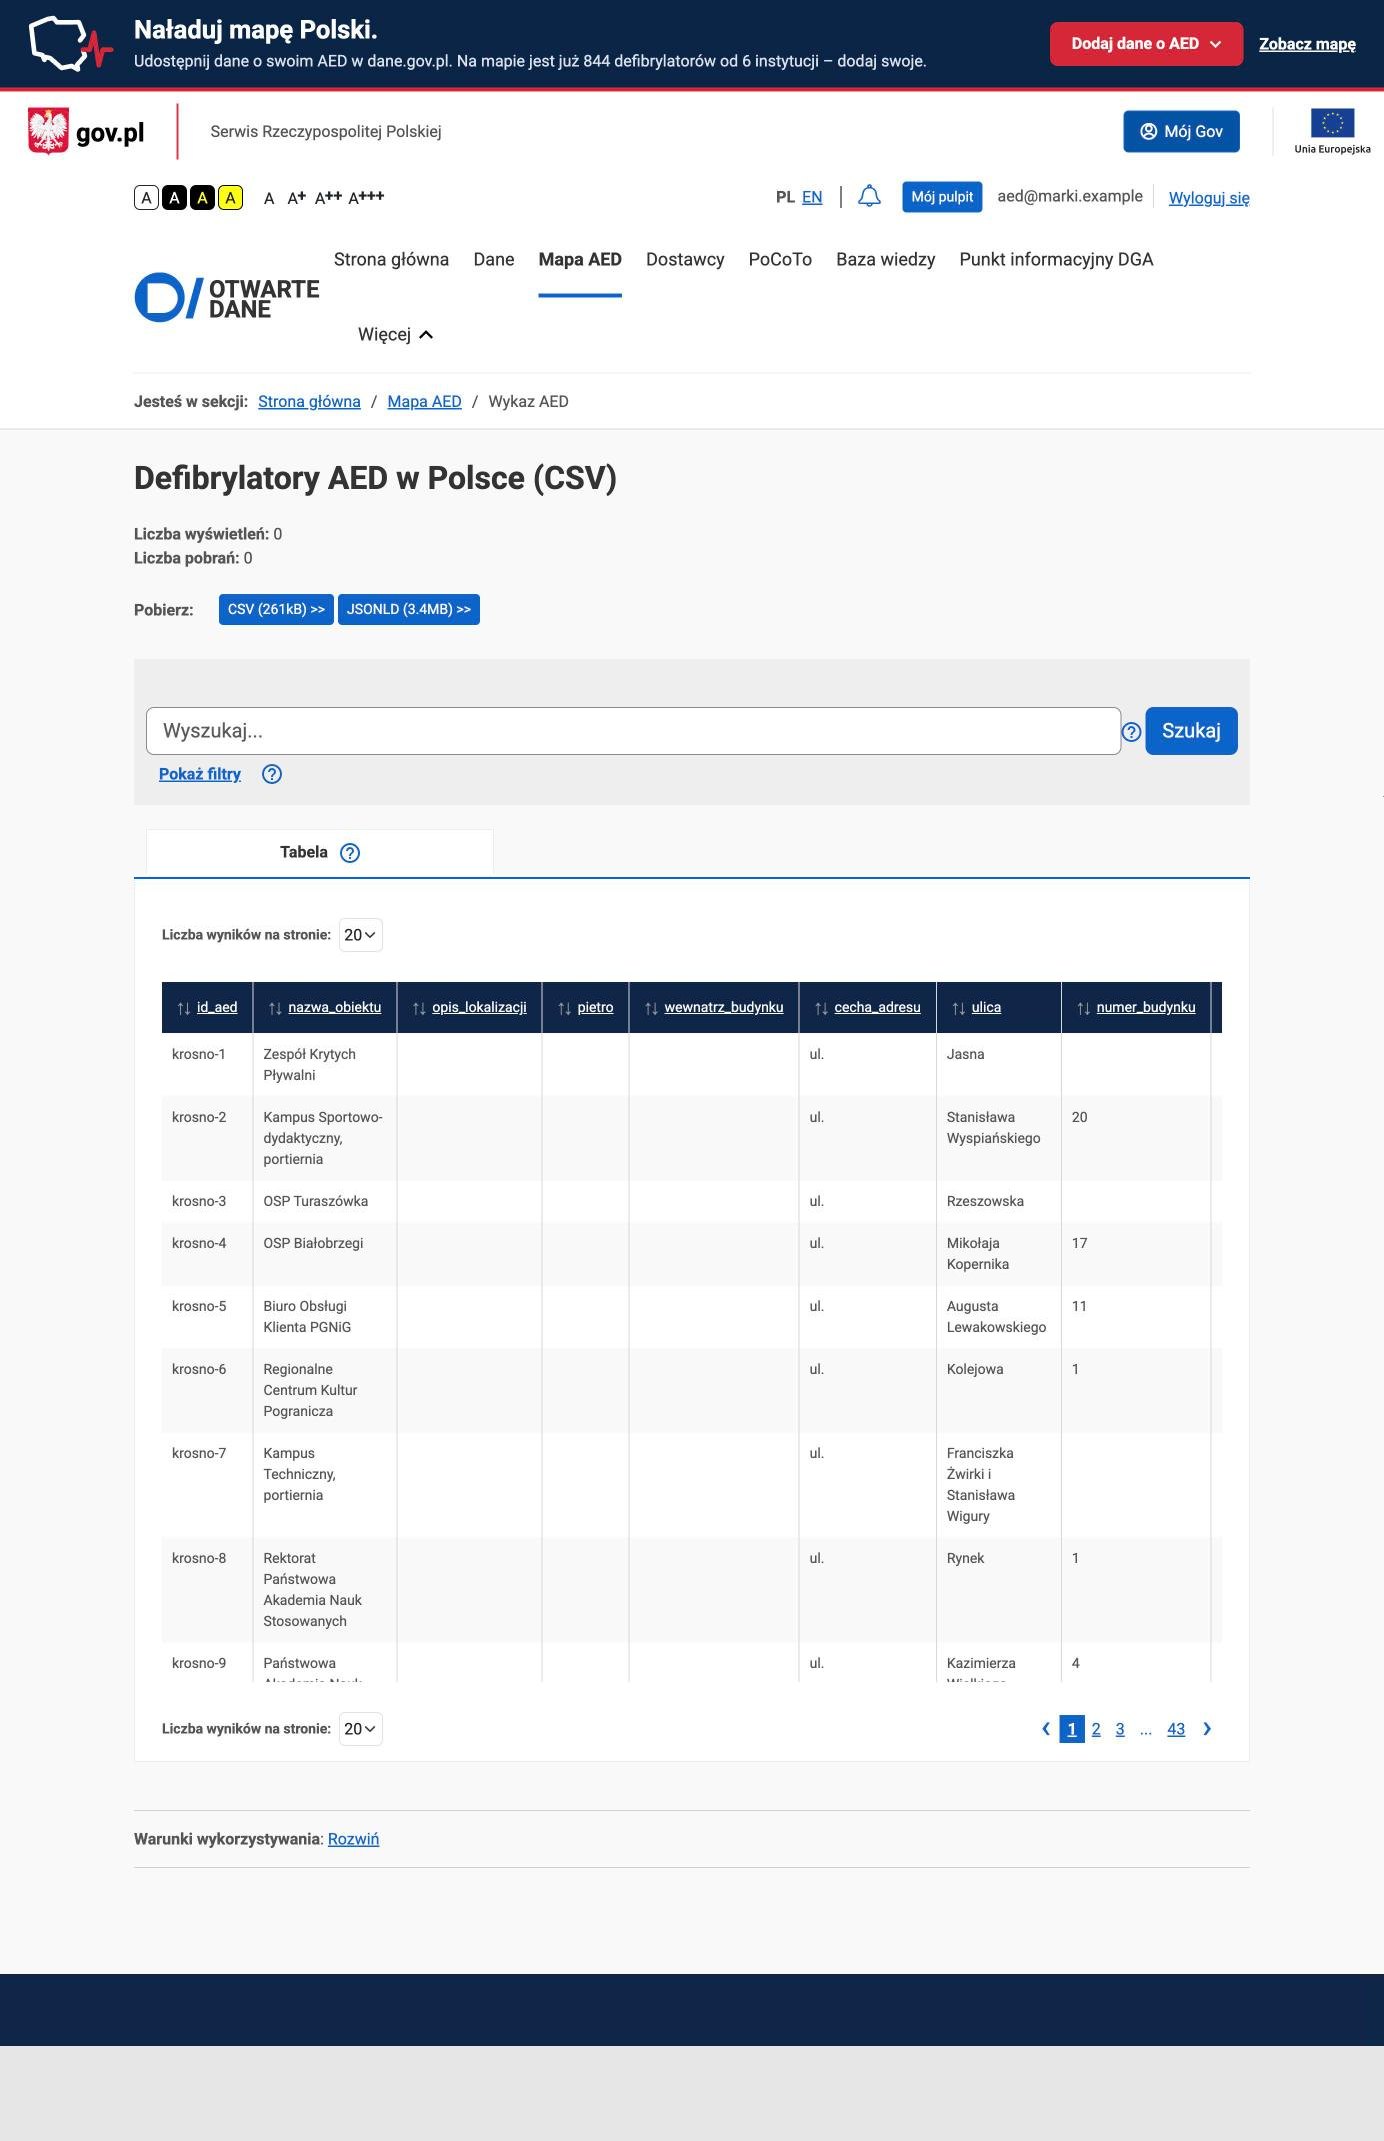 Naładuj mapę Polski.
Udostępnij dane o swoim AED w dane.gov.pl. Na mapie jest już 844 defibrylatorów od 6 instytucji – dodaj swoje.
Dodaj dane o AED
Zobacz mapę
gov.pl
Serwis Rzeczypospolitej Polskiej
Mój Gov
Unia Europejska
A A A A A A+ A++ A+++
PL EN
Mój pulpit
aed@marki.example
Wyloguj się
OTWARTE
DANE
Strona główna Dane Mapa AED Dostawcy PoCoTo Baza wiedzy Punkt informacyjny DGA
Więcej
Jesteś w sekcji: Strona główna / Mapa AED / Wykaz AED
Defibrylatory AED w Polsce (CSV)
Liczba wyświetleń: 0
Liczba pobrań: 0
Pobierz: CSV (261kB) >> JSONLD (3.4MB) >>
Wyszukaj... ? Szukaj
Pokaż filtry ?
Tabela ?
Liczba wyników na stronie: 20
id_aed nazwa_obiektu opis_lokalizacji pietro wewnatrz_budynku cecha_adresu ulica numer_budynku
krosno-1 Zespół Krytych ul. Jasna
Pływalni
krosno-2 Kampus Sportowo- ul. Stanisława 20
dydaktyczny, Wyspiańskiego
portiernia
krosno-3 OSP Turaszówka ul. Rzeszowska
krosno-4 OSP Białobrzegi ul. Mikołaja 17
Kopernika
krosno-5 Biuro Obsługi ul. Augusta 11
Klienta PGNiG Lewakowskiego
krosno-6 Regionalne ul. Kolejowa 1
Centrum Kultur
Pogranicza
krosno-7 Kampus ul. Franciszka
Techniczny, Żwirki i
portiernia Stanisława
Wigury
krosno-8 Rektorat ul. Rynek 1
Państwowa
Akademia Nauk
Stosowanych
krosno-9 Państwowa ul. Kazimierza 4
Liczba wyników na stronie: 20
1 2 3 ... 43
Warunki wykorzystywania: Rozwiń